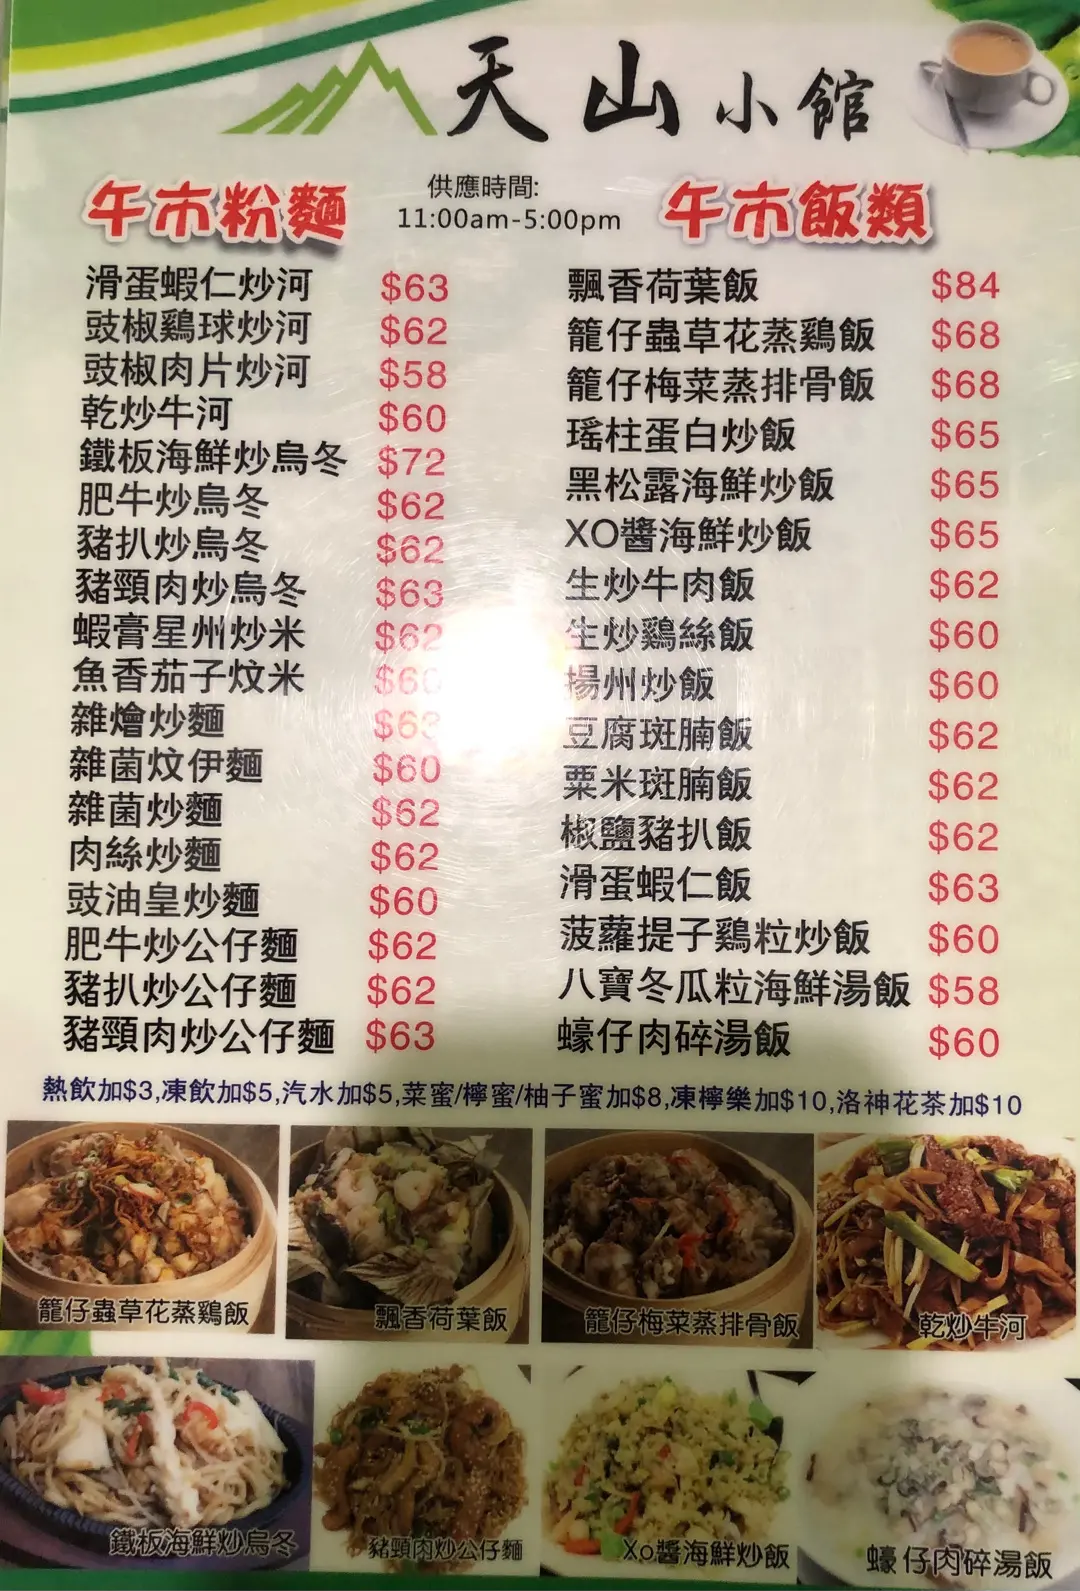 天山小館
供應時間:
11:00am-5:00pm
午市粉麵
滑蛋蝦仁炒河 $63
豉椒鷄球炒河 $62
豉椒肉片炒河 $58
乾炒牛河 $60
鐵板海鮮炒烏冬 $72
肥牛炒烏冬 $62
豬扒炒烏冬 $62
豬頸肉炒烏冬 $63
蝦膏星州炒米 $62
魚香茄子炆米 $60
雜燴炒麵 $63
雜菌炆伊麵 $60
雜菌炒麵 $62
肉絲炒麵 $62
豉油皇炒麵 $60
肥牛炒公仔麵 $62
豬扒炒公仔麵 $62
豬頸肉炒公仔麵 $63
午市飯類
飄香荷葉飯 $84
籠仔蟲草花蒸鷄飯 $68
籠仔梅菜蒸排骨飯 $68
瑤柱蛋白炒飯 $65
黑松露海鮮炒飯 $65
XO醬海鮮炒飯 $65
生炒牛肉飯 $62
生炒鷄絲飯 $60
揚州炒飯 $60
豆腐斑腩飯 $62
粟米斑腩飯 $62
椒鹽豬扒飯 $62
滑蛋蝦仁飯 $63
菠蘿提子鷄粒炒飯 $60
八寶冬瓜粒海鮮湯飯 $58
蠔仔肉碎湯飯 $60
熱飲加$3,凍飲加$5,汽水加$5,菜蜜/檸蜜/柚子蜜加$8,凍檸樂加$10,洛神花茶加$10
籠仔蟲草花蒸鷄飯
飄香荷葉飯
籠仔梅菜蒸排骨飯
乾炒牛河
鐵板海鮮炒烏冬
豬頸肉炒公仔麵
Xo醬海鮮炒飯
蠔仔肉碎湯飯